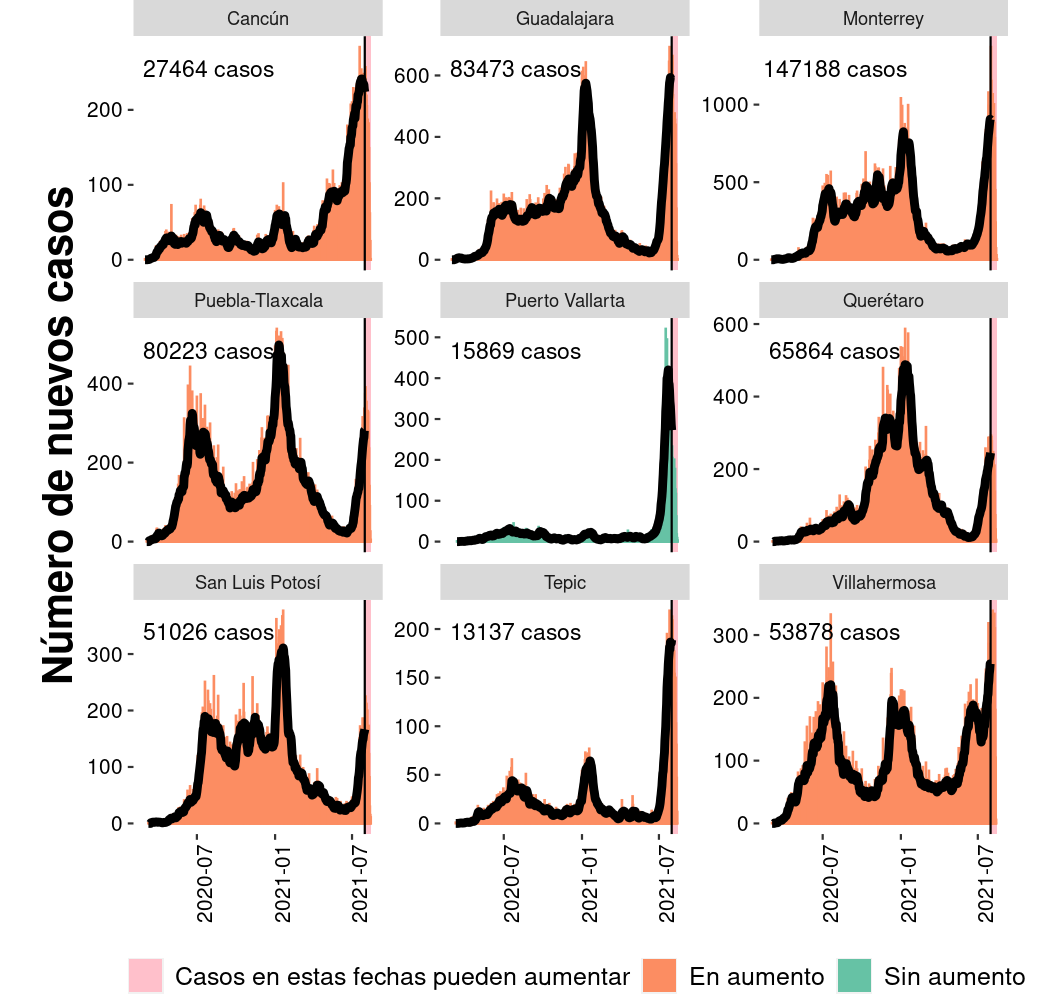 Número de nuevos casos
Cancún
Guadalajara
Monterrey
27464 casos
83473 casos
147188 casos
200
100
0
600
400
200
0
1000
500
0
Puebla-Tlaxcala
Puerto Vallarta
Querétaro
80223 casos
15869 casos
65864 casos
400
200
0
500
400
300
200
100
0
600
400
200
0
San Luis Potosí
Tepic
Villahermosa
51026 casos
13137 casos
53878 casos
300
200
100
0
200
150
100
50
0
300
200
100
0
2020-07
2021-01
2021-07
2020-07
2021-01
2021-07
2020-07
2021-01
2021-07
Casos en estas fechas pueden aumentar
En aumento
Sin aumento